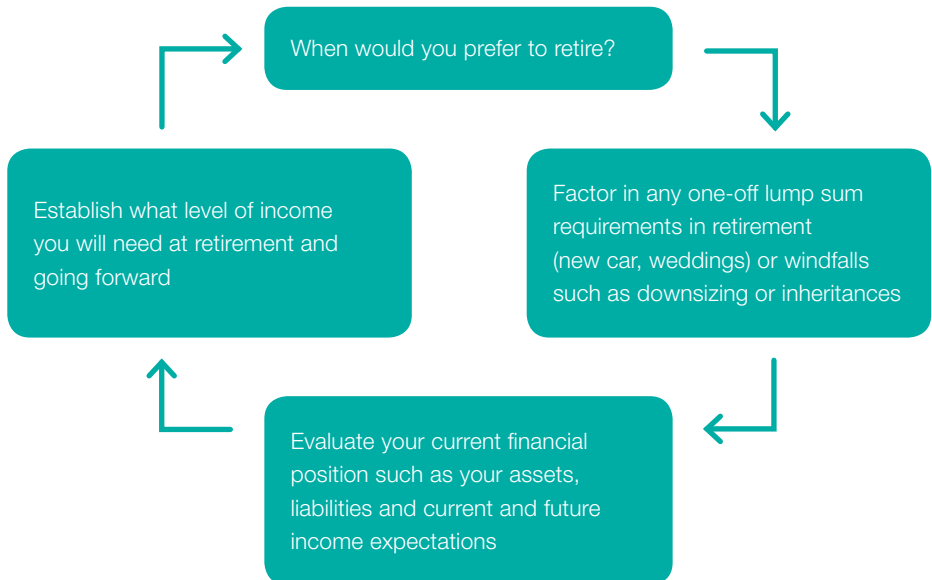 When would you prefer to retire?
Factor in any one-off lump sum
requirements in retirement
(new car, weddings) or windfalls
such as downsizing or inheritances
Evaluate your current financial
position such as your assets,
liabilities and current and future
income expectations
Establish what level of income
you will need at retirement and
going forward